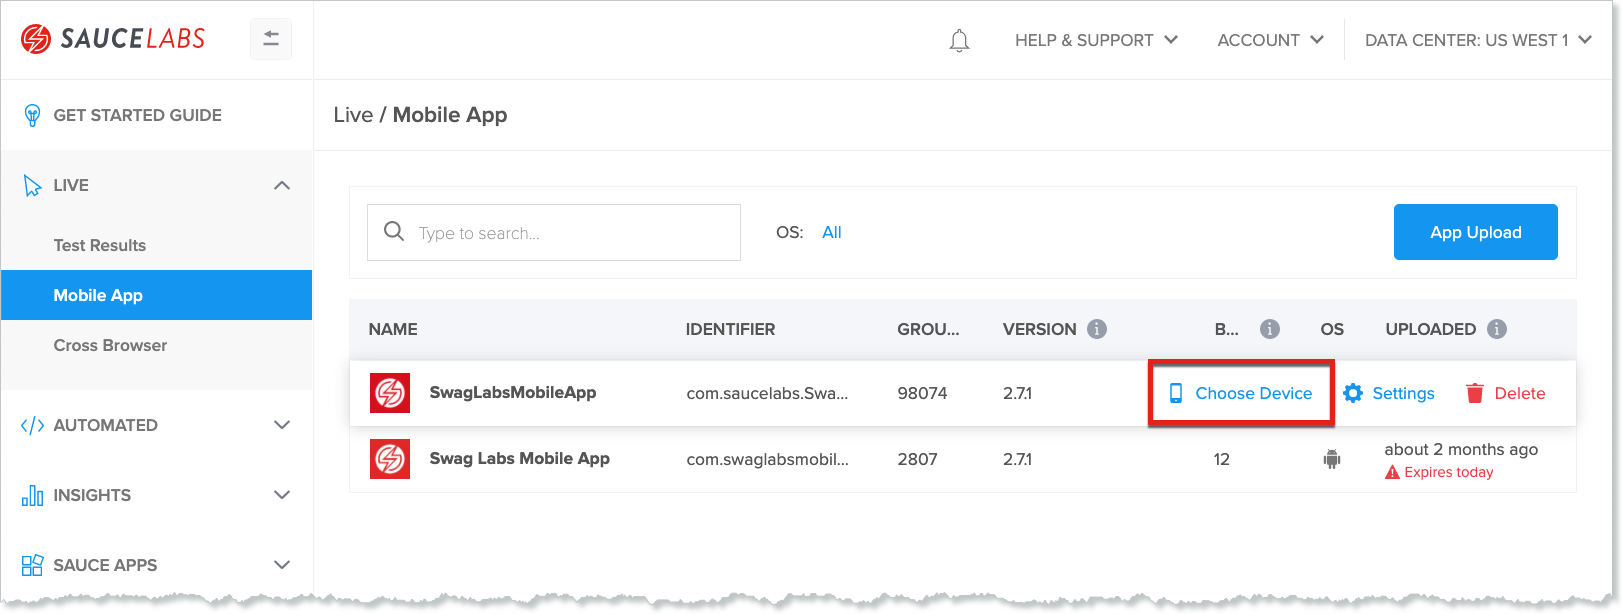 SAUCELABS
HELP & SUPPORT
ACCOUNT
DATA CENTER: US WEST 1
GET STARTED GUIDE
LIVE
Test Results
Mobile App
Cross Browser
AUTOMATED
INSIGHTS
SAUCE APPS
Live / Mobile App
Type to search...
OS: All
App Upload
NAME IDENTIFIER GROU... VERSION B... OS UPLOADED
SwagLabsMobileApp com.saucelabs.Swa... 98074 2.7.1 Choose Device Settings Delete
Swag Labs Mobile App com.swaglabsmobil... 2807 2.7.1 12 about 2 months ago
Expires today